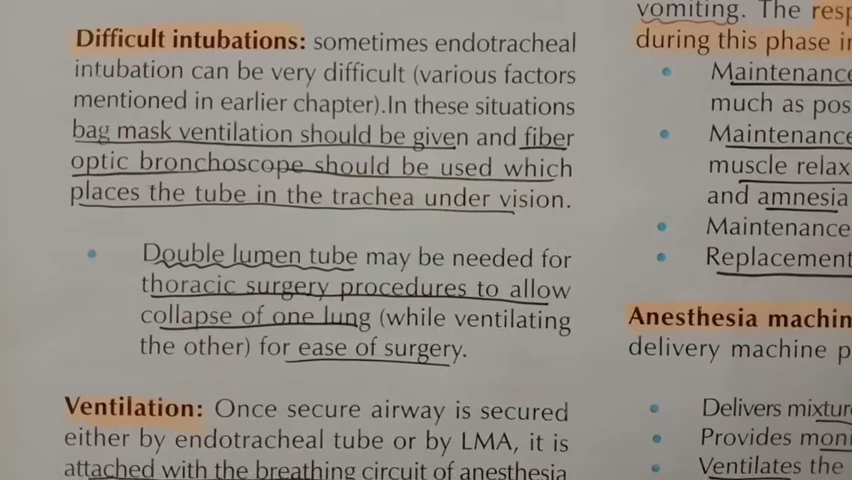 Difficult intubations: sometimes endotracheal
intubation can be very difficult (various factors
mentioned in earlier chapter).In these situations
bag mask ventilation should be given and fiber
optic bronchoscope should be used which
places the tube in the trachea under vision.
• Double lumen tube may be needed for
thoracic surgery procedures to allow
collapse of one lung (while ventilating
the other) for ease of surgery.
Ventilation: Once secure airway is secured
either by endotracheal tube or by LMA, it is
attached with the breathing circuit of anesthesia
vomiting. The
during this phase
• Maintenance
much as
• Maintenance
muscle
and amnesia
• Maintenance
• Replacement
Anesthesia
delivery machine
• Delivers
• Provides
• Ventilates the